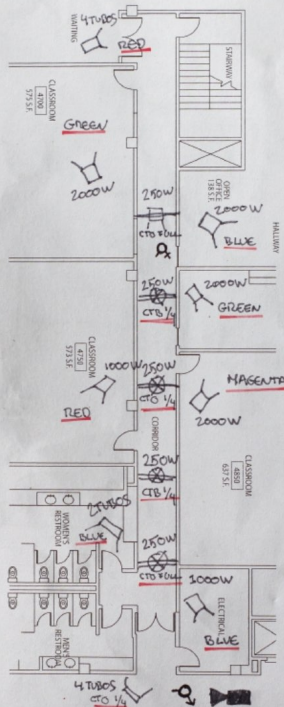 4 TUBOS
WAITING
RED
STAIRWAY
CLASSROOM
4700
575 S.F.
GREEN
2000W
250W
CTO FULL
OPEN
OFFICE
138 S.F.
2000W
BLUE
HALLWAY
250W
CTB 1/4
2000W
GREEN
CLASSROOM
4750
573 S.F.
1000W
RED
250W
CTO 1/4
MAGENTA
2000W
CORRIDOR
CLASSROOM
4850
637 S.F.
250W
CTB 1/4
WOMEN'S
RESTROOM
2 TUBOS
BLUE
250W
CTO FULL
1000W
ELECTRICAL
BLUE
MEN'S
RESTROOM
4 TUBOS
CTO 1/4